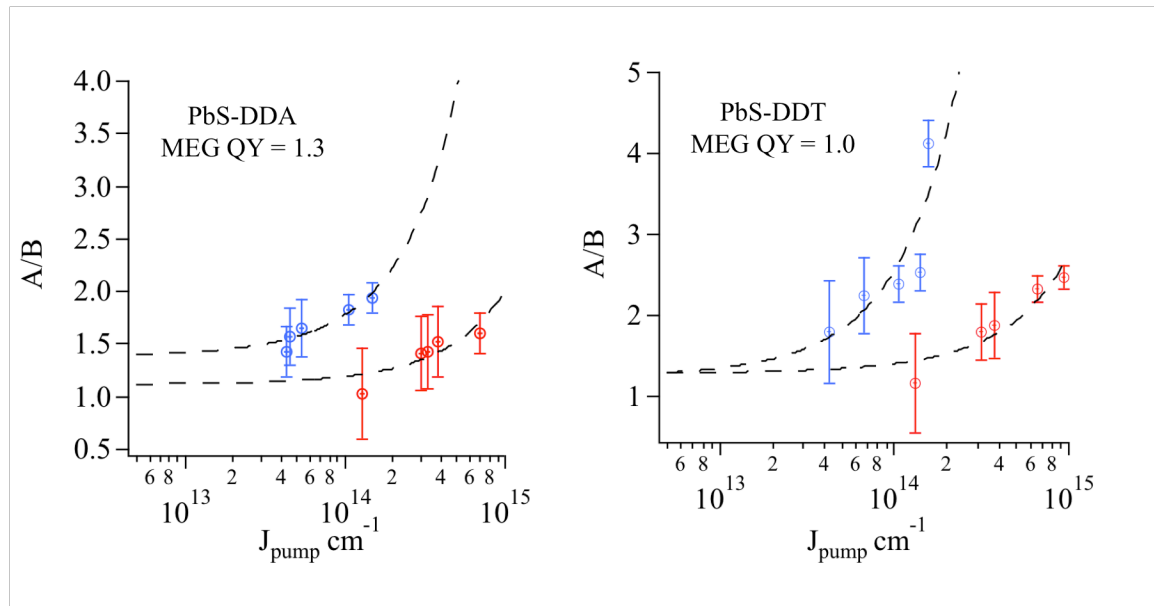 PbS-DDA
MEG QY = 1.3
A/B
4.0
3.5
3.0
2.5
2.0
1.5
1.0
0.5
6 8 2 4 6 8 2 4 6 8
10^13 10^14 10^15
J_pump cm^-1
PbS-DDT
MEG QY = 1.0
A/B
5
4
3
2
1
6 8 2 4 6 8 2 4 6 8
10^13 10^14 10^15
J_pump cm^-1